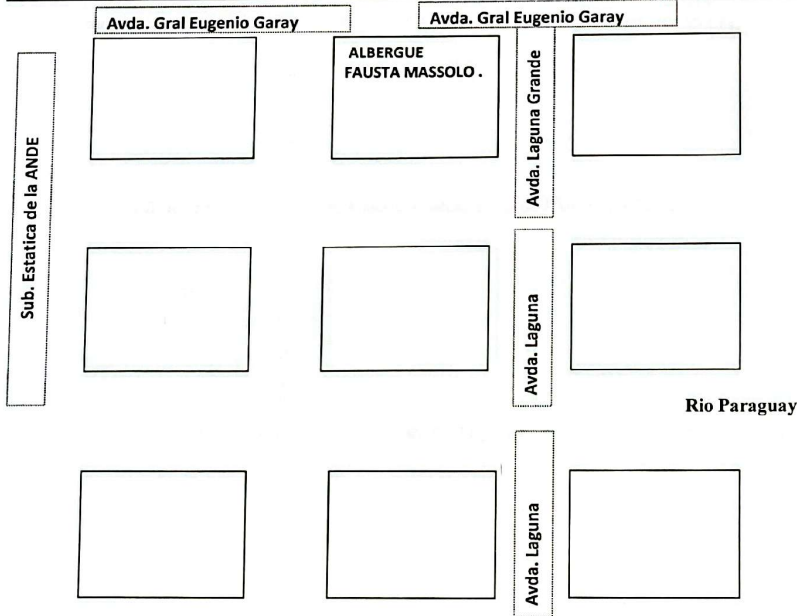 Avda. Gral Eugenio Garay
Avda. Gral Eugenio Garay
ALBERGUE
FAUSTA MASSOLO .
Avda. Laguna Grande
Sub. Estatica de la ANDE
Avda. Laguna
Rio Paraguay
Avda. Laguna